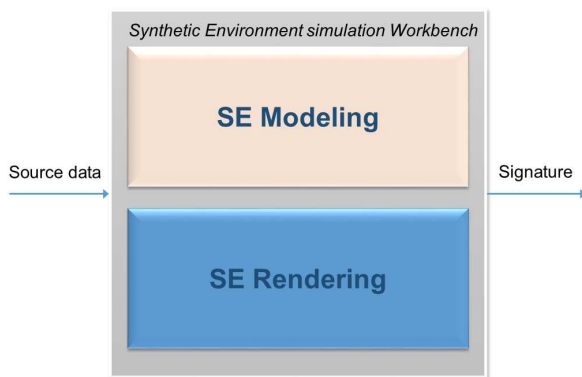 Synthetic Environment simulation Workbench
SE Modeling
Source data
Signature
SE Rendering